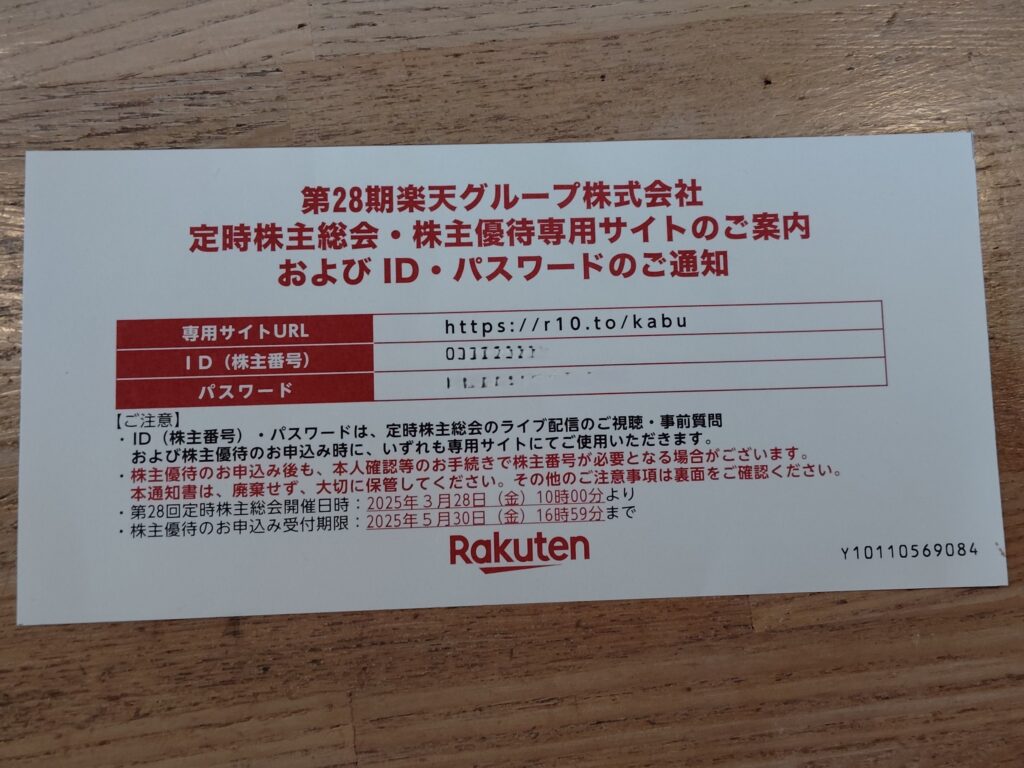 第28期楽天グループ株式会社
定時株主総会・株主優待専用サイトのご案内
および ID・パスワードのご通知
専用サイトURL https://r10.to/kabu
ID（株主番号）
パスワード
【ご注意】
・ID（株主番号）・パスワードは、定時株主総会のライブ配信のご視聴・事前質問
および株主優待のお申込み時に、いずれも専用サイトにてご使用いただきます。
・株主優待のお申込み後も、本人確認等のお手続きで株主番号が必要となる場合がございます。
本通知書は、廃棄せず、大切に保管してください。その他のご注意事項は裏面をご確認ください。
・第28回定時株主総会開催日時：2025年３月28日（金）10時00分より
・株主優待のお申込み受付期限：2025年５月30日（金）16時59分まで
Rakuten
Y10110569084